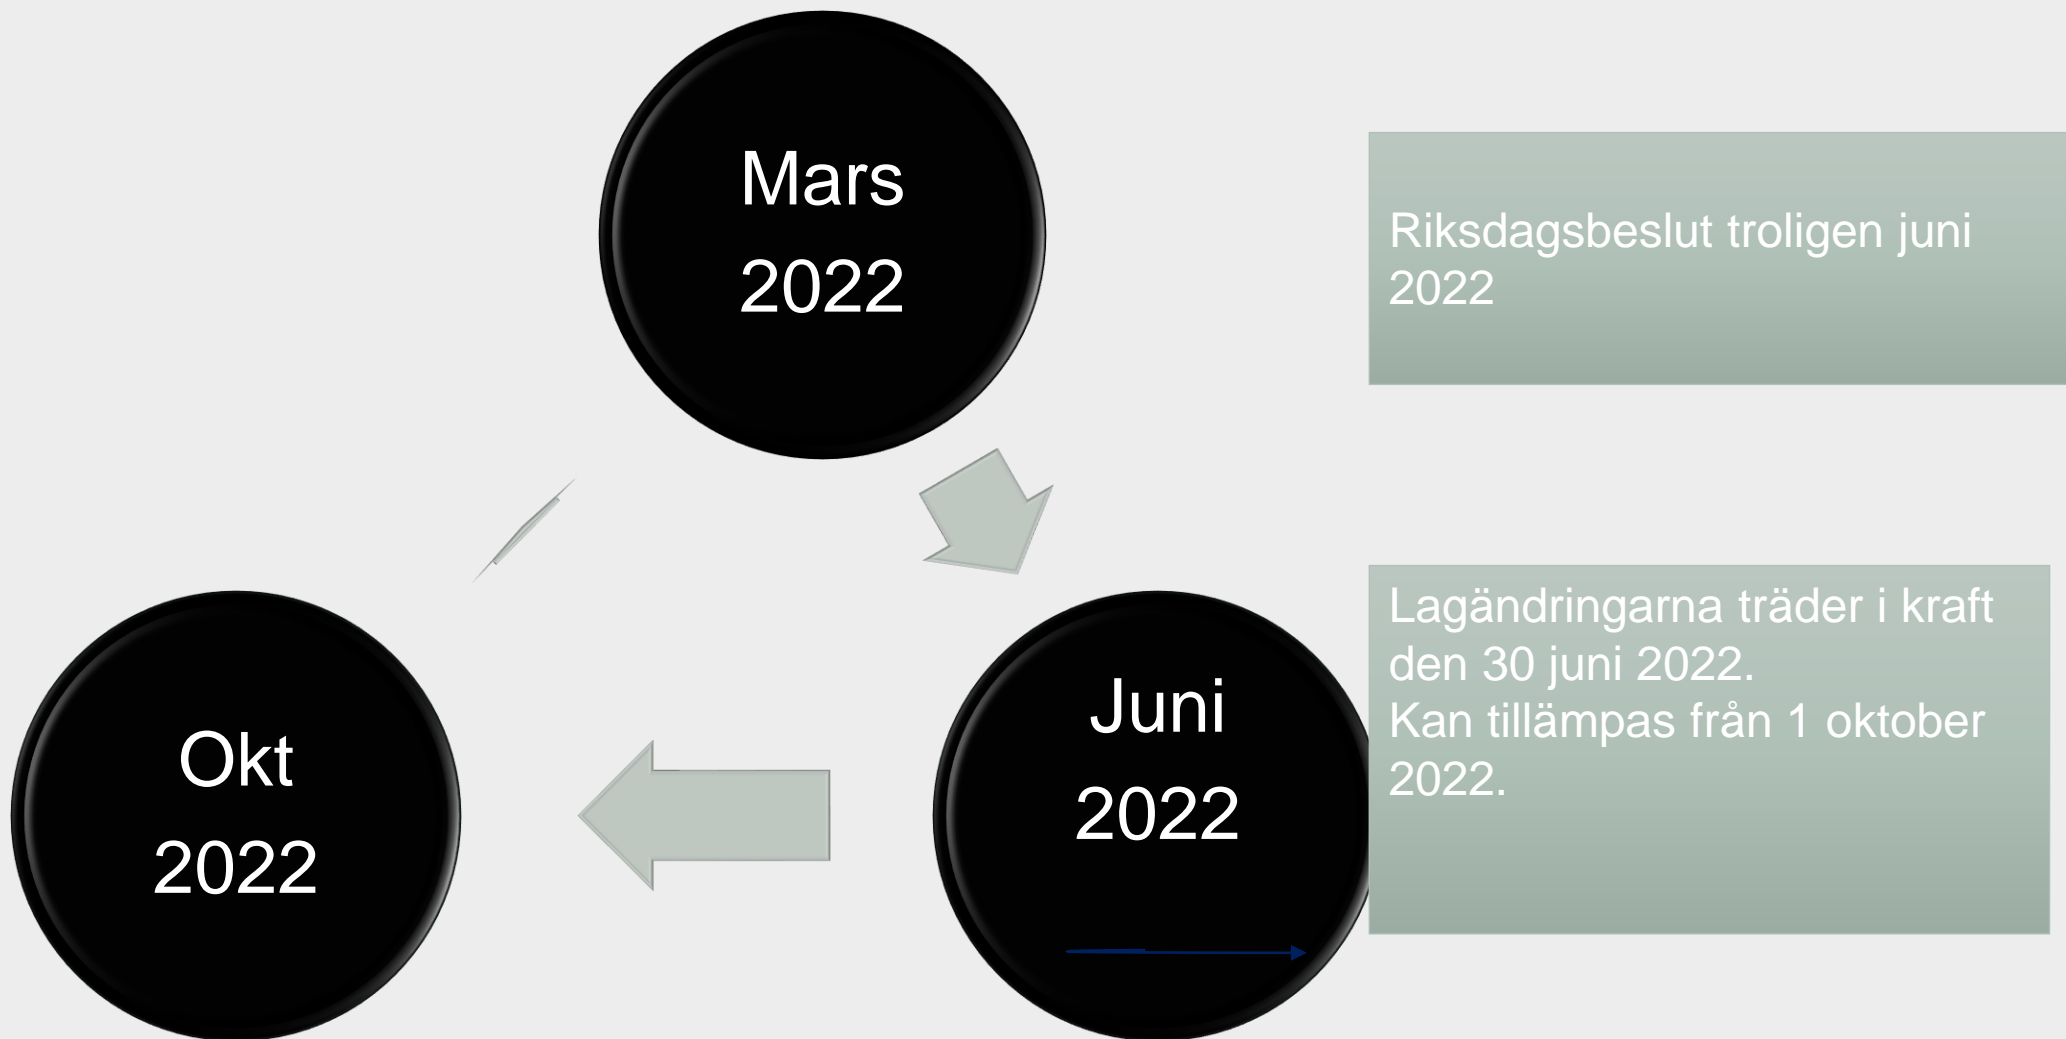 Mars
2022
Riksdagsbeslut troligen juni
2022
Juni
2022
Lagändringarna träder i kraft
den 30 juni 2022.
Kan tillämpas från 1 oktober
2022.
Okt
2022